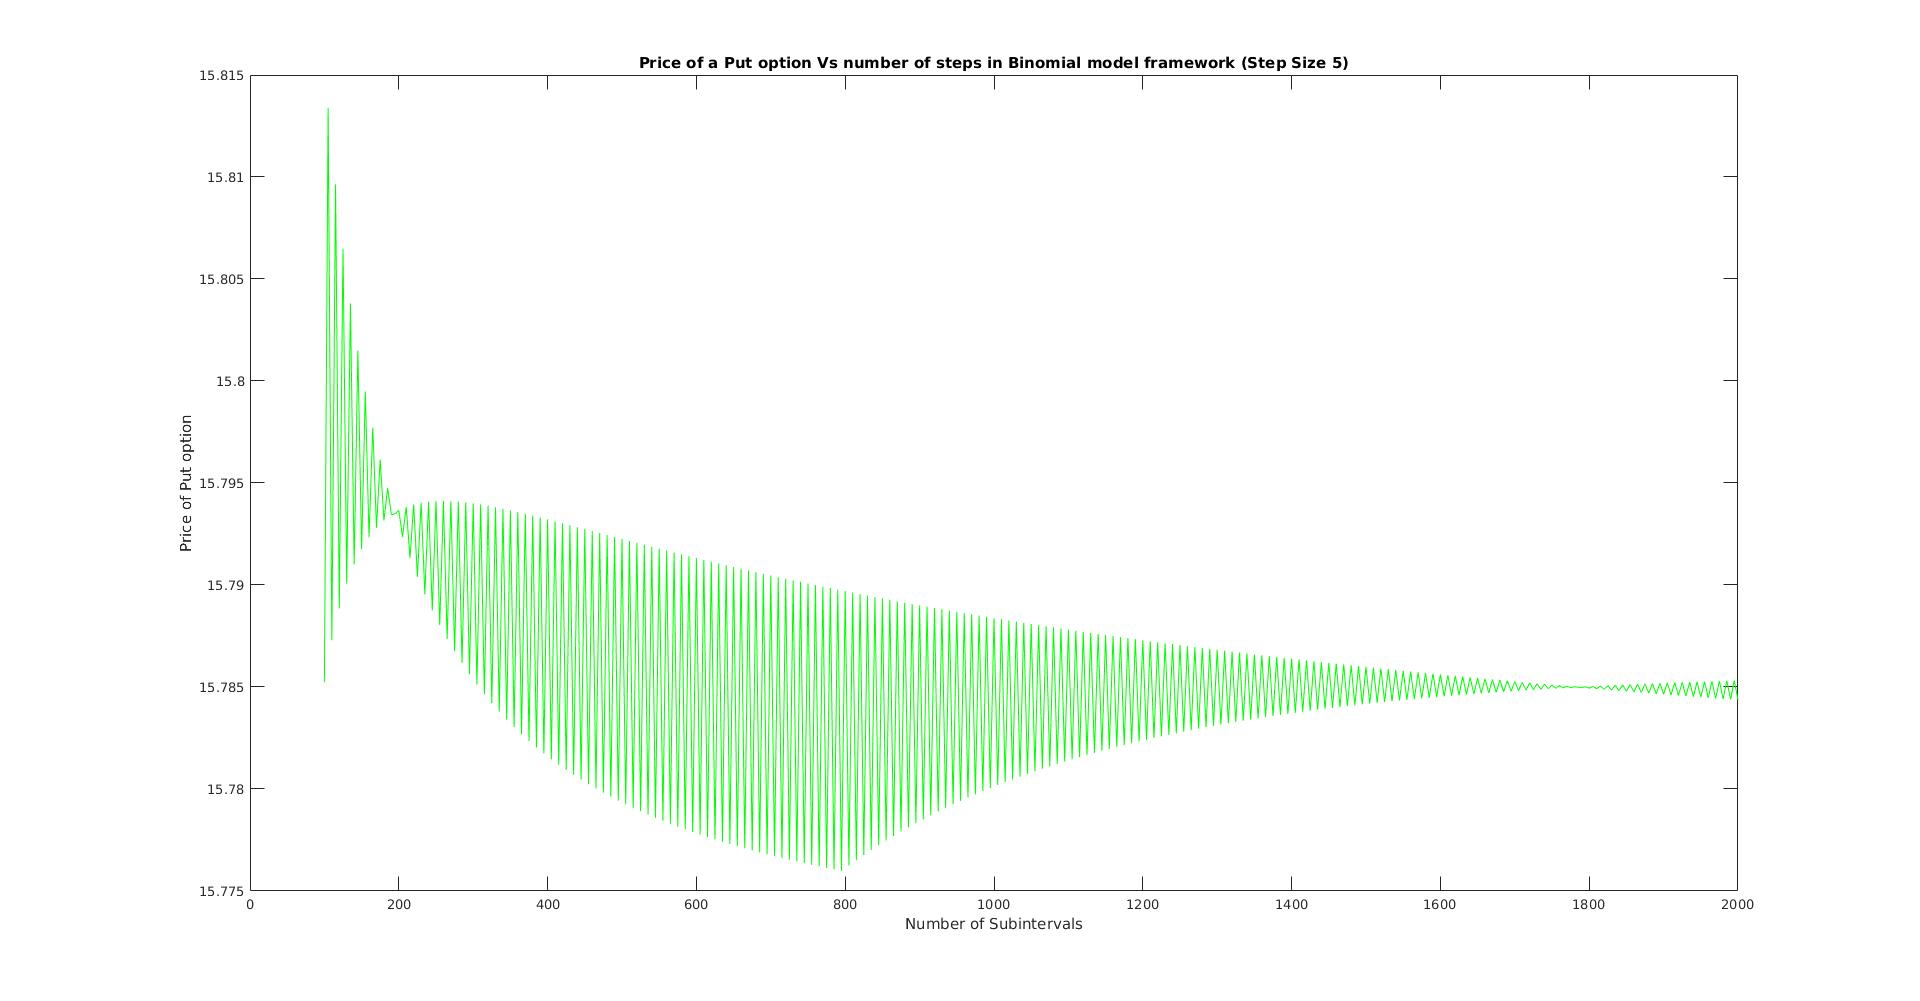 Price of a Put option Vs number of steps in Binomial model framework (Step Size 5)
15.815
15.81
15.805
15.8
15.795
15.79
15.785
15.78
15.775
Price of Put option
0 200 400 600 800 1000 1200 1400 1600 1800 2000
Number of Subintervals